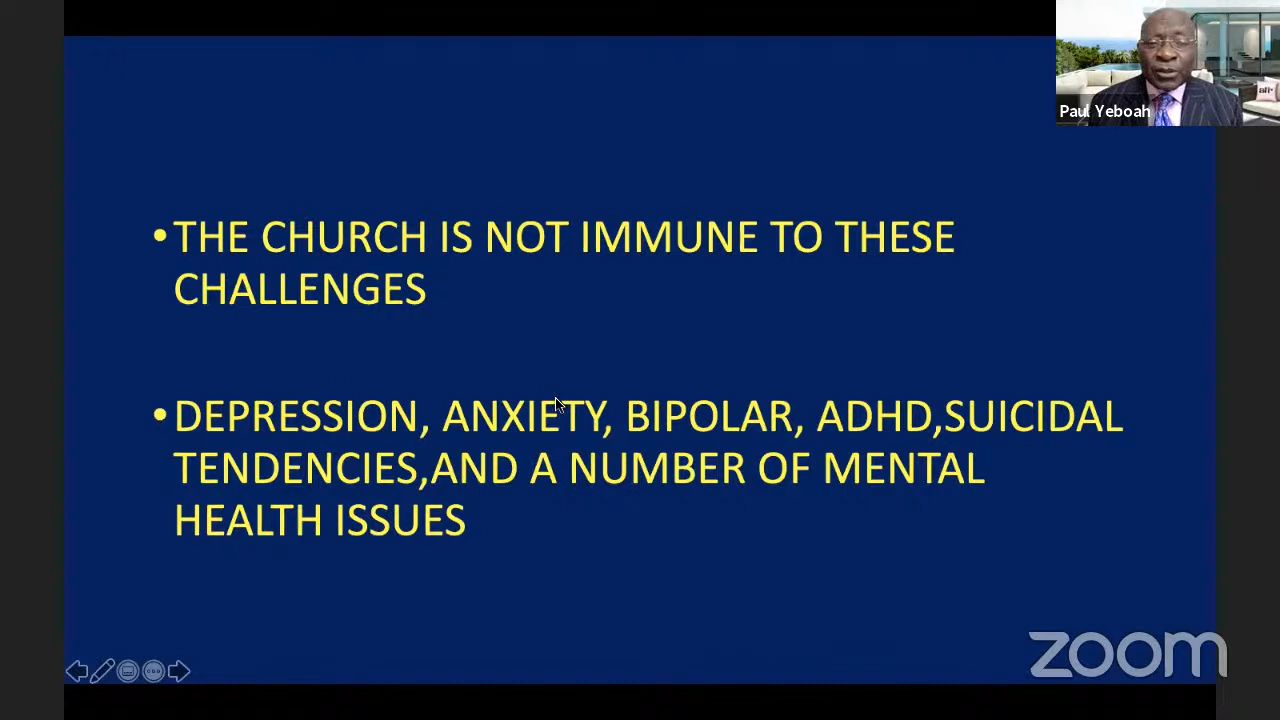 Paul Yeboah
•THE CHURCH IS NOT IMMUNE TO THESE
CHALLENGES
•DEPRESSION, ANXIETY, BIPOLAR, ADHD,SUICIDAL
TENDENCIES,AND A NUMBER OF MENTAL
HEALTH ISSUES
zoom